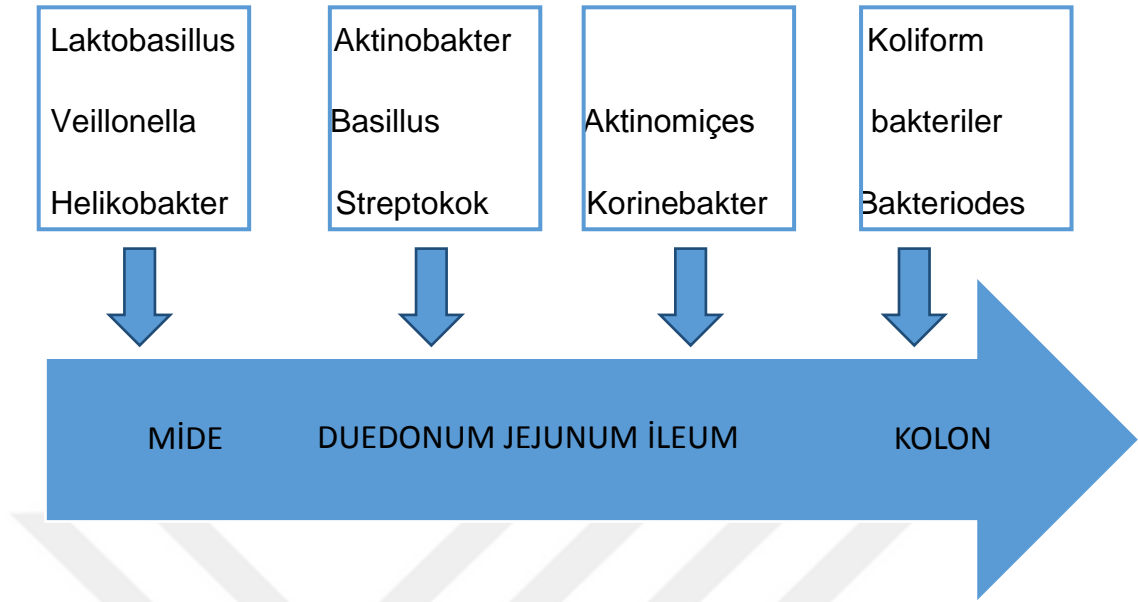 Laktobasillus
Veillonella
Helikobakter
Aktinobakter
Basillus
Streptokok
Aktinomiçes
Korinebakter
Koliform
bakteriler
Bakteriodes
MİDE
DUEDONUM JEJUNUM İLEUM
KOLON